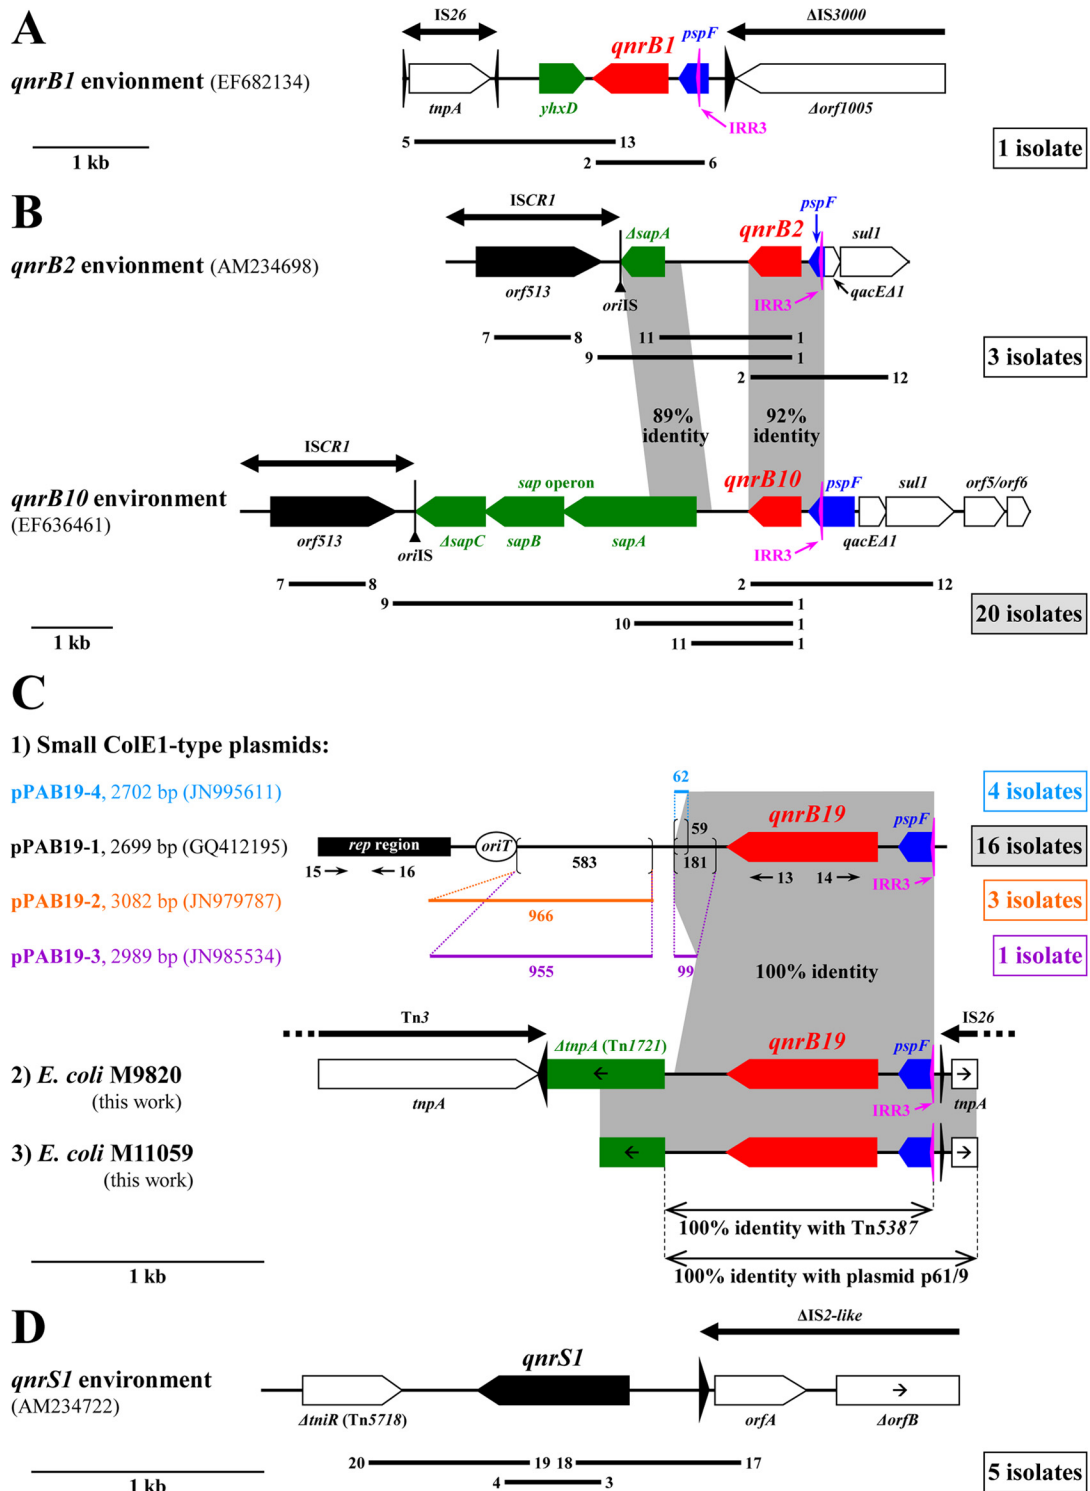 A
IS26
ΔIS3000
qnrB1
pspF
qnrB1 envionment (EF682134)
tnpA
yhxD
Δorf1005
IRR3
5
13
1 kb
2
6
1 isolate
B
ISCR1
pspF
ΔsapA
qnrB2
sul1
qnrB2 envionment (AM234698)
orf513
oriIS
IRR3
qacEΔ1
7
8
11
1
9
1
3 isolates
2
12
89%
identity
92%
identity
ISCR1
sap operon
qnrB10
pspF
sul1
orf5/orf6
qnrB10 environment
(EF636461)
orf513
oriIS
ΔsapC
sapB
sapA
IRR3
qacEΔ1
7
8
2
12
9
1
20 isolates
10
1
1 kb
11
1
C
1) Small ColE1-type plasmids:
62
pPAB19-4, 2702 bp (JN995611)
4 isolates
59
qnrB19
pspF
pPAB19-1, 2699 bp (GQ412195)
rep region
oriT
583
181
16 isolates
15
16
13
14
IRR3
pPAB19-2, 3082 bp (JN979787)
966
3 isolates
pPAB19-3, 2989 bp (JN985534)
955
99
100% identity
1 isolate
Tn3
IS26
ΔtnpA (Tn1721)
qnrB19
pspF
2) E. coli M9820
(this work)
tnpA
IRR3
tnpA
3) E. coli M11059
(this work)
100% identity with Tn5387
1 kb
100% identity with plasmid p61/9
D
ΔIS2-like
qnrS1
qnrS1 environment
(AM234722)
ΔtniR (Tn5718)
orfA
ΔorfB
20
19
18
17
4
3
1 kb
5 isolates